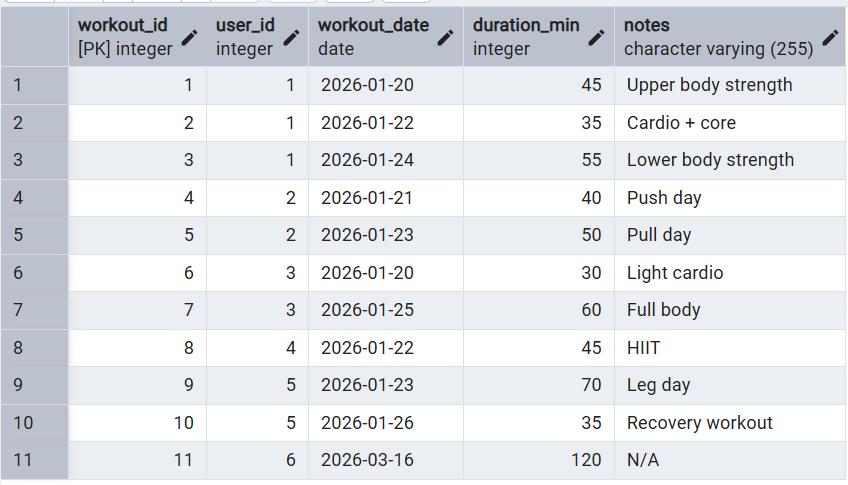 workout_id user_id workout_date duration_min notes
[PK] integer integer date integer character varying (255)
1 1 1 2026-01-20 45 Upper body strength
2 2 1 2026-01-22 35 Cardio + core
3 3 1 2026-01-24 55 Lower body strength
4 4 2 2026-01-21 40 Push day
5 5 2 2026-01-23 50 Pull day
6 6 3 2026-01-20 30 Light cardio
7 7 3 2026-01-25 60 Full body
8 8 4 2026-01-22 45 HIIT
9 9 5 2026-01-23 70 Leg day
10 10 5 2026-01-26 35 Recovery workout
11 11 6 2026-03-16 120 N/A